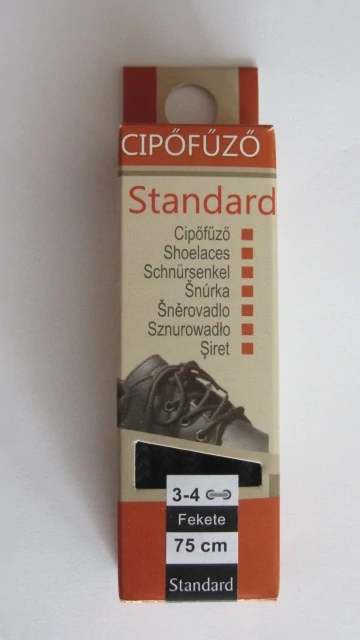 CIPŐFŰZŐ
Standard
Cipőfűző
Shoelaces
Schnürsenkel
Šnúrka
Šněrovadlo
Sznurowadło
Şiret
3-4
Fekete
75 cm
Standard